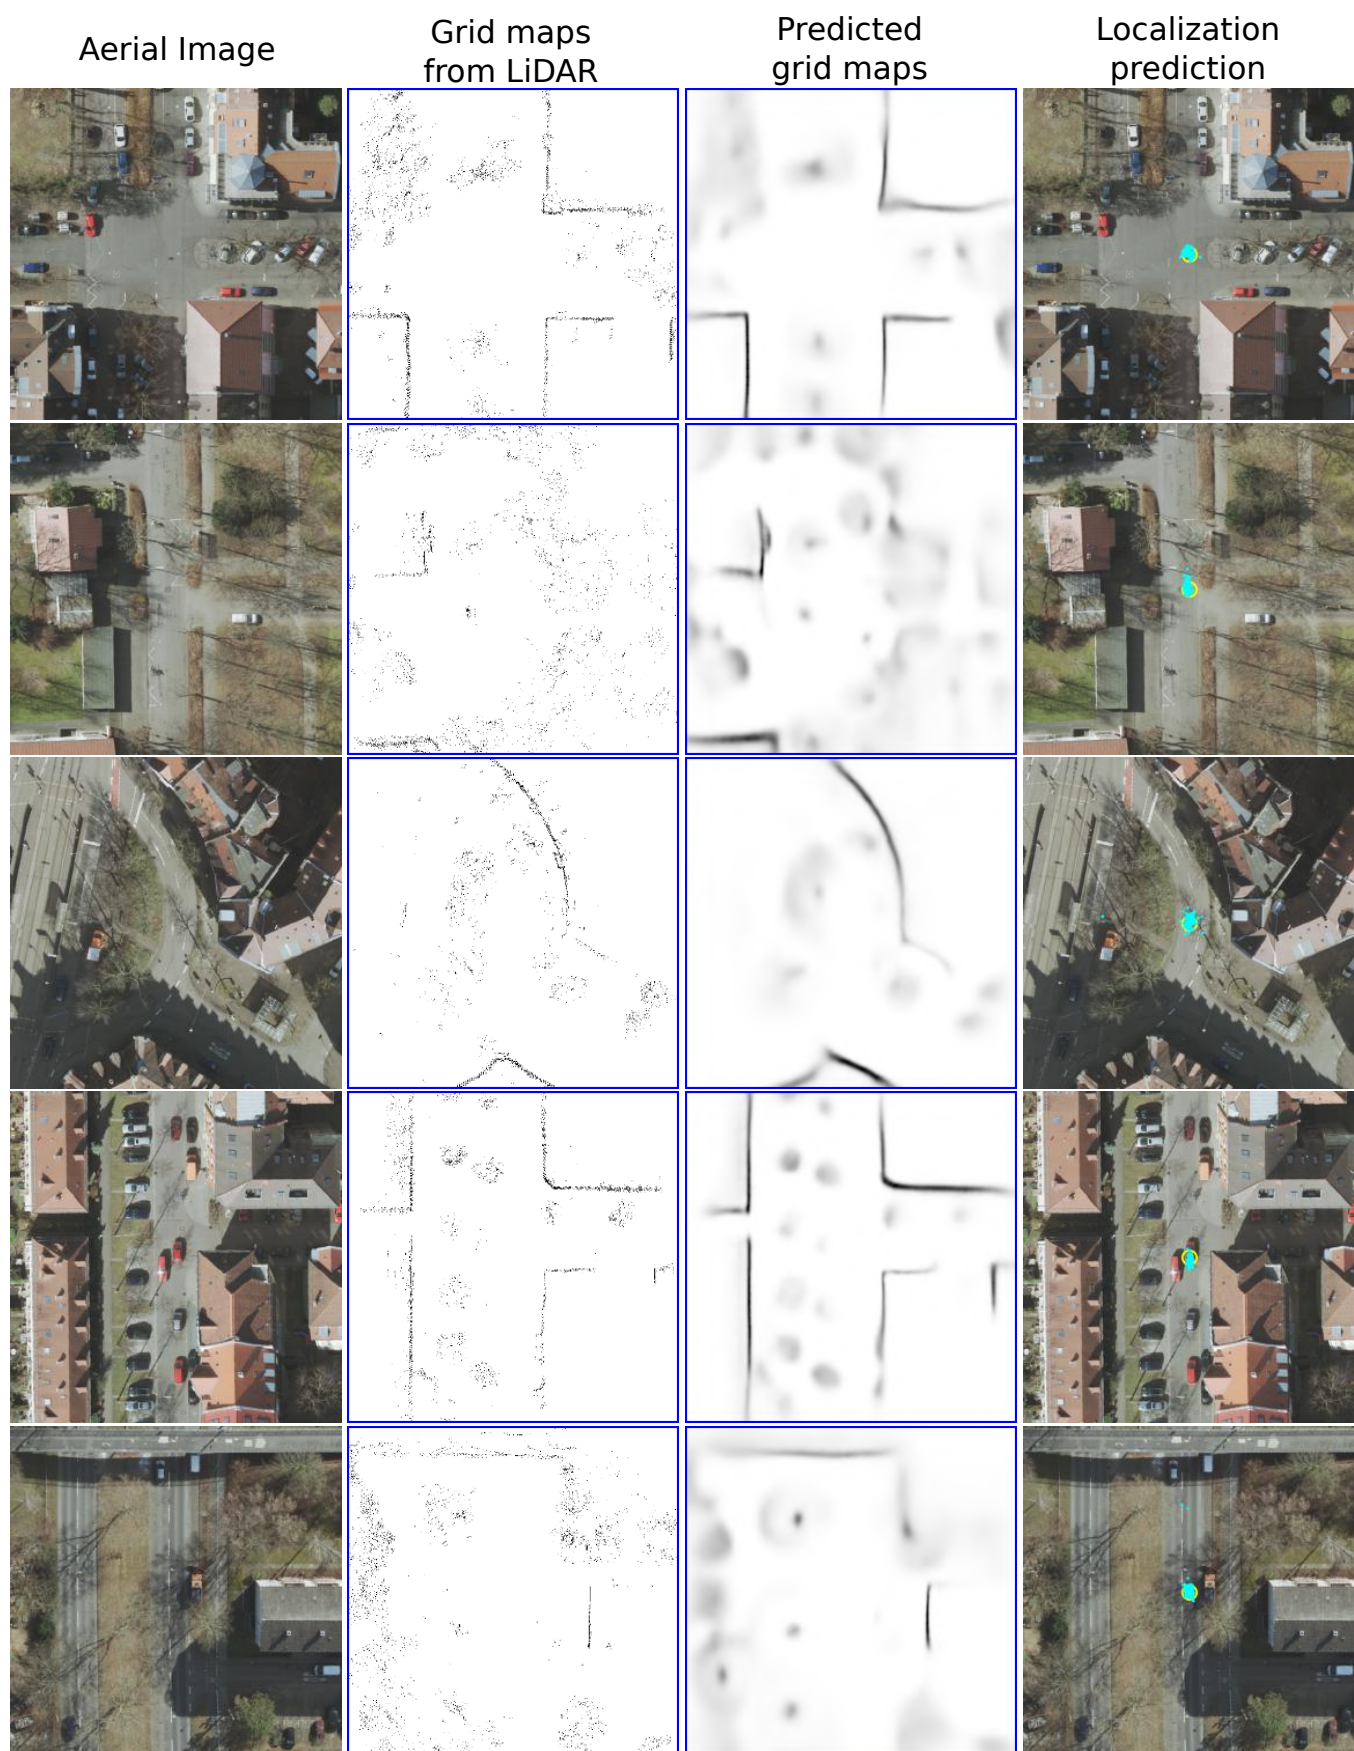 Aerial Image
Grid maps
from LiDAR
Predicted
grid maps
Localization
prediction